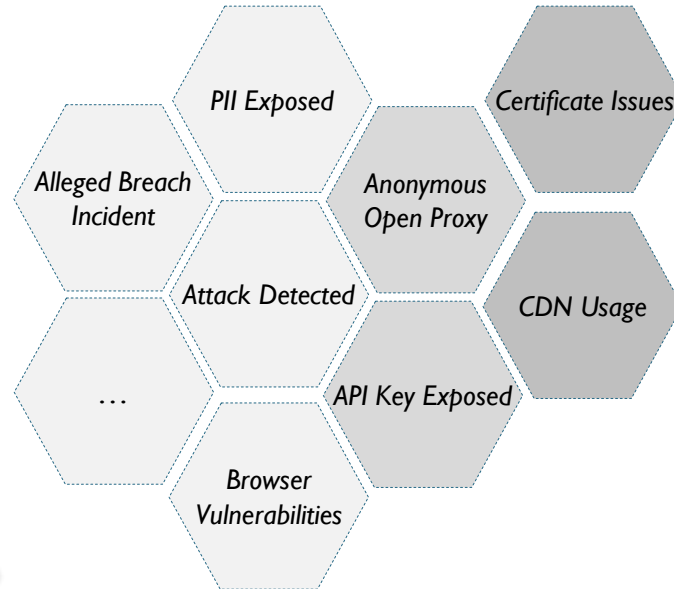 PII Exposed
Certificate Issues
Alleged Breach
Incident
Anonymous
Open Proxy
Attack Detected
CDN Usage
...
API Key Exposed
Browser
Vulnerabilities